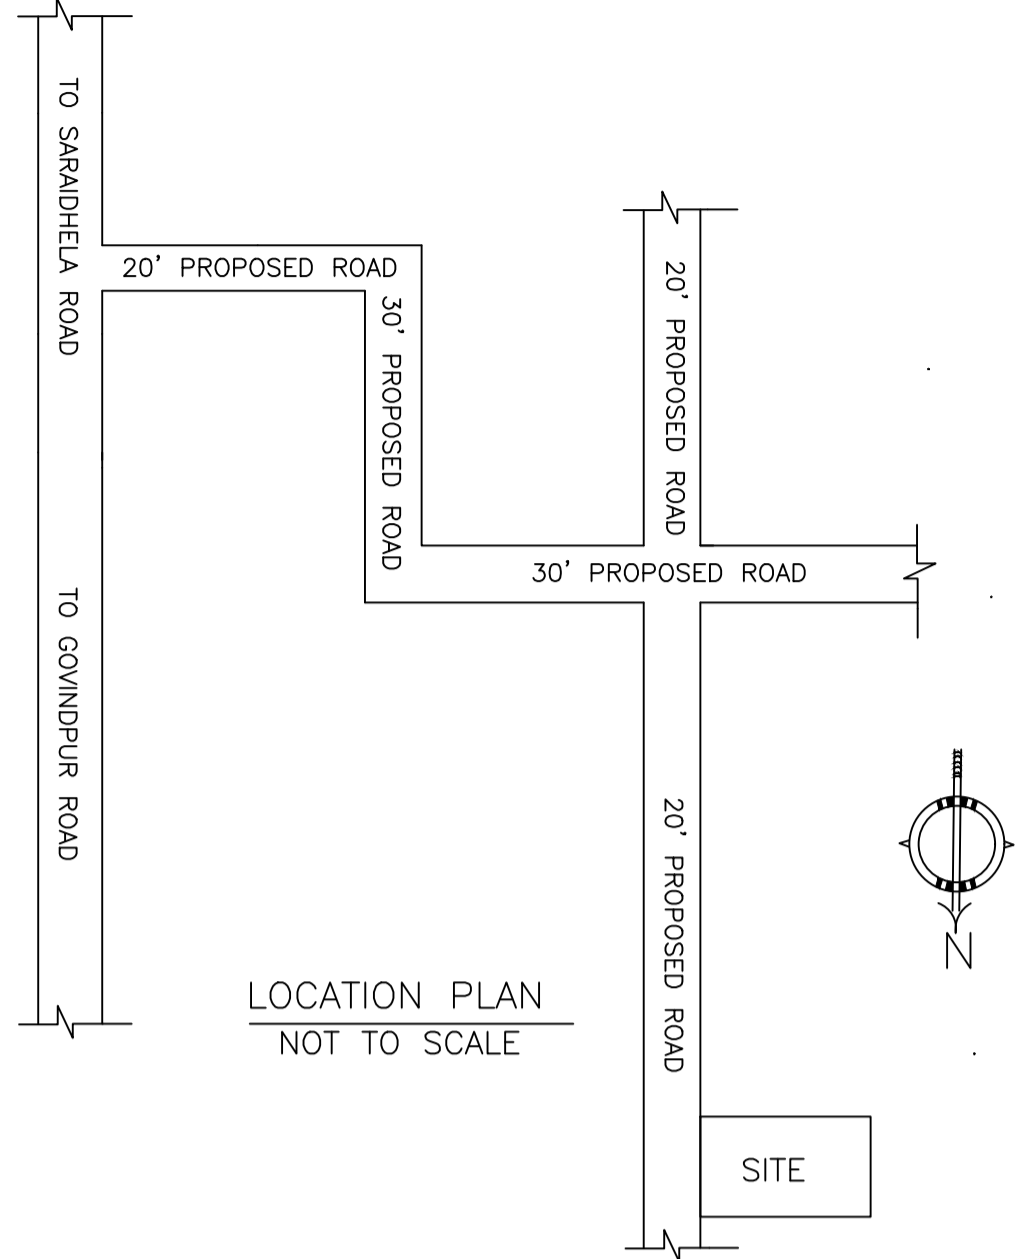 TO SARAIDHELA ROAD
20' PROPOSED ROAD
30' PROPOSED ROAD
20' PROPOSED ROAD
30' PROPOSED ROAD
TO GOVINDPUR ROAD
20' PROPOSED ROAD
N
LOCATION PLAN
NOT TO SCALE
SITE